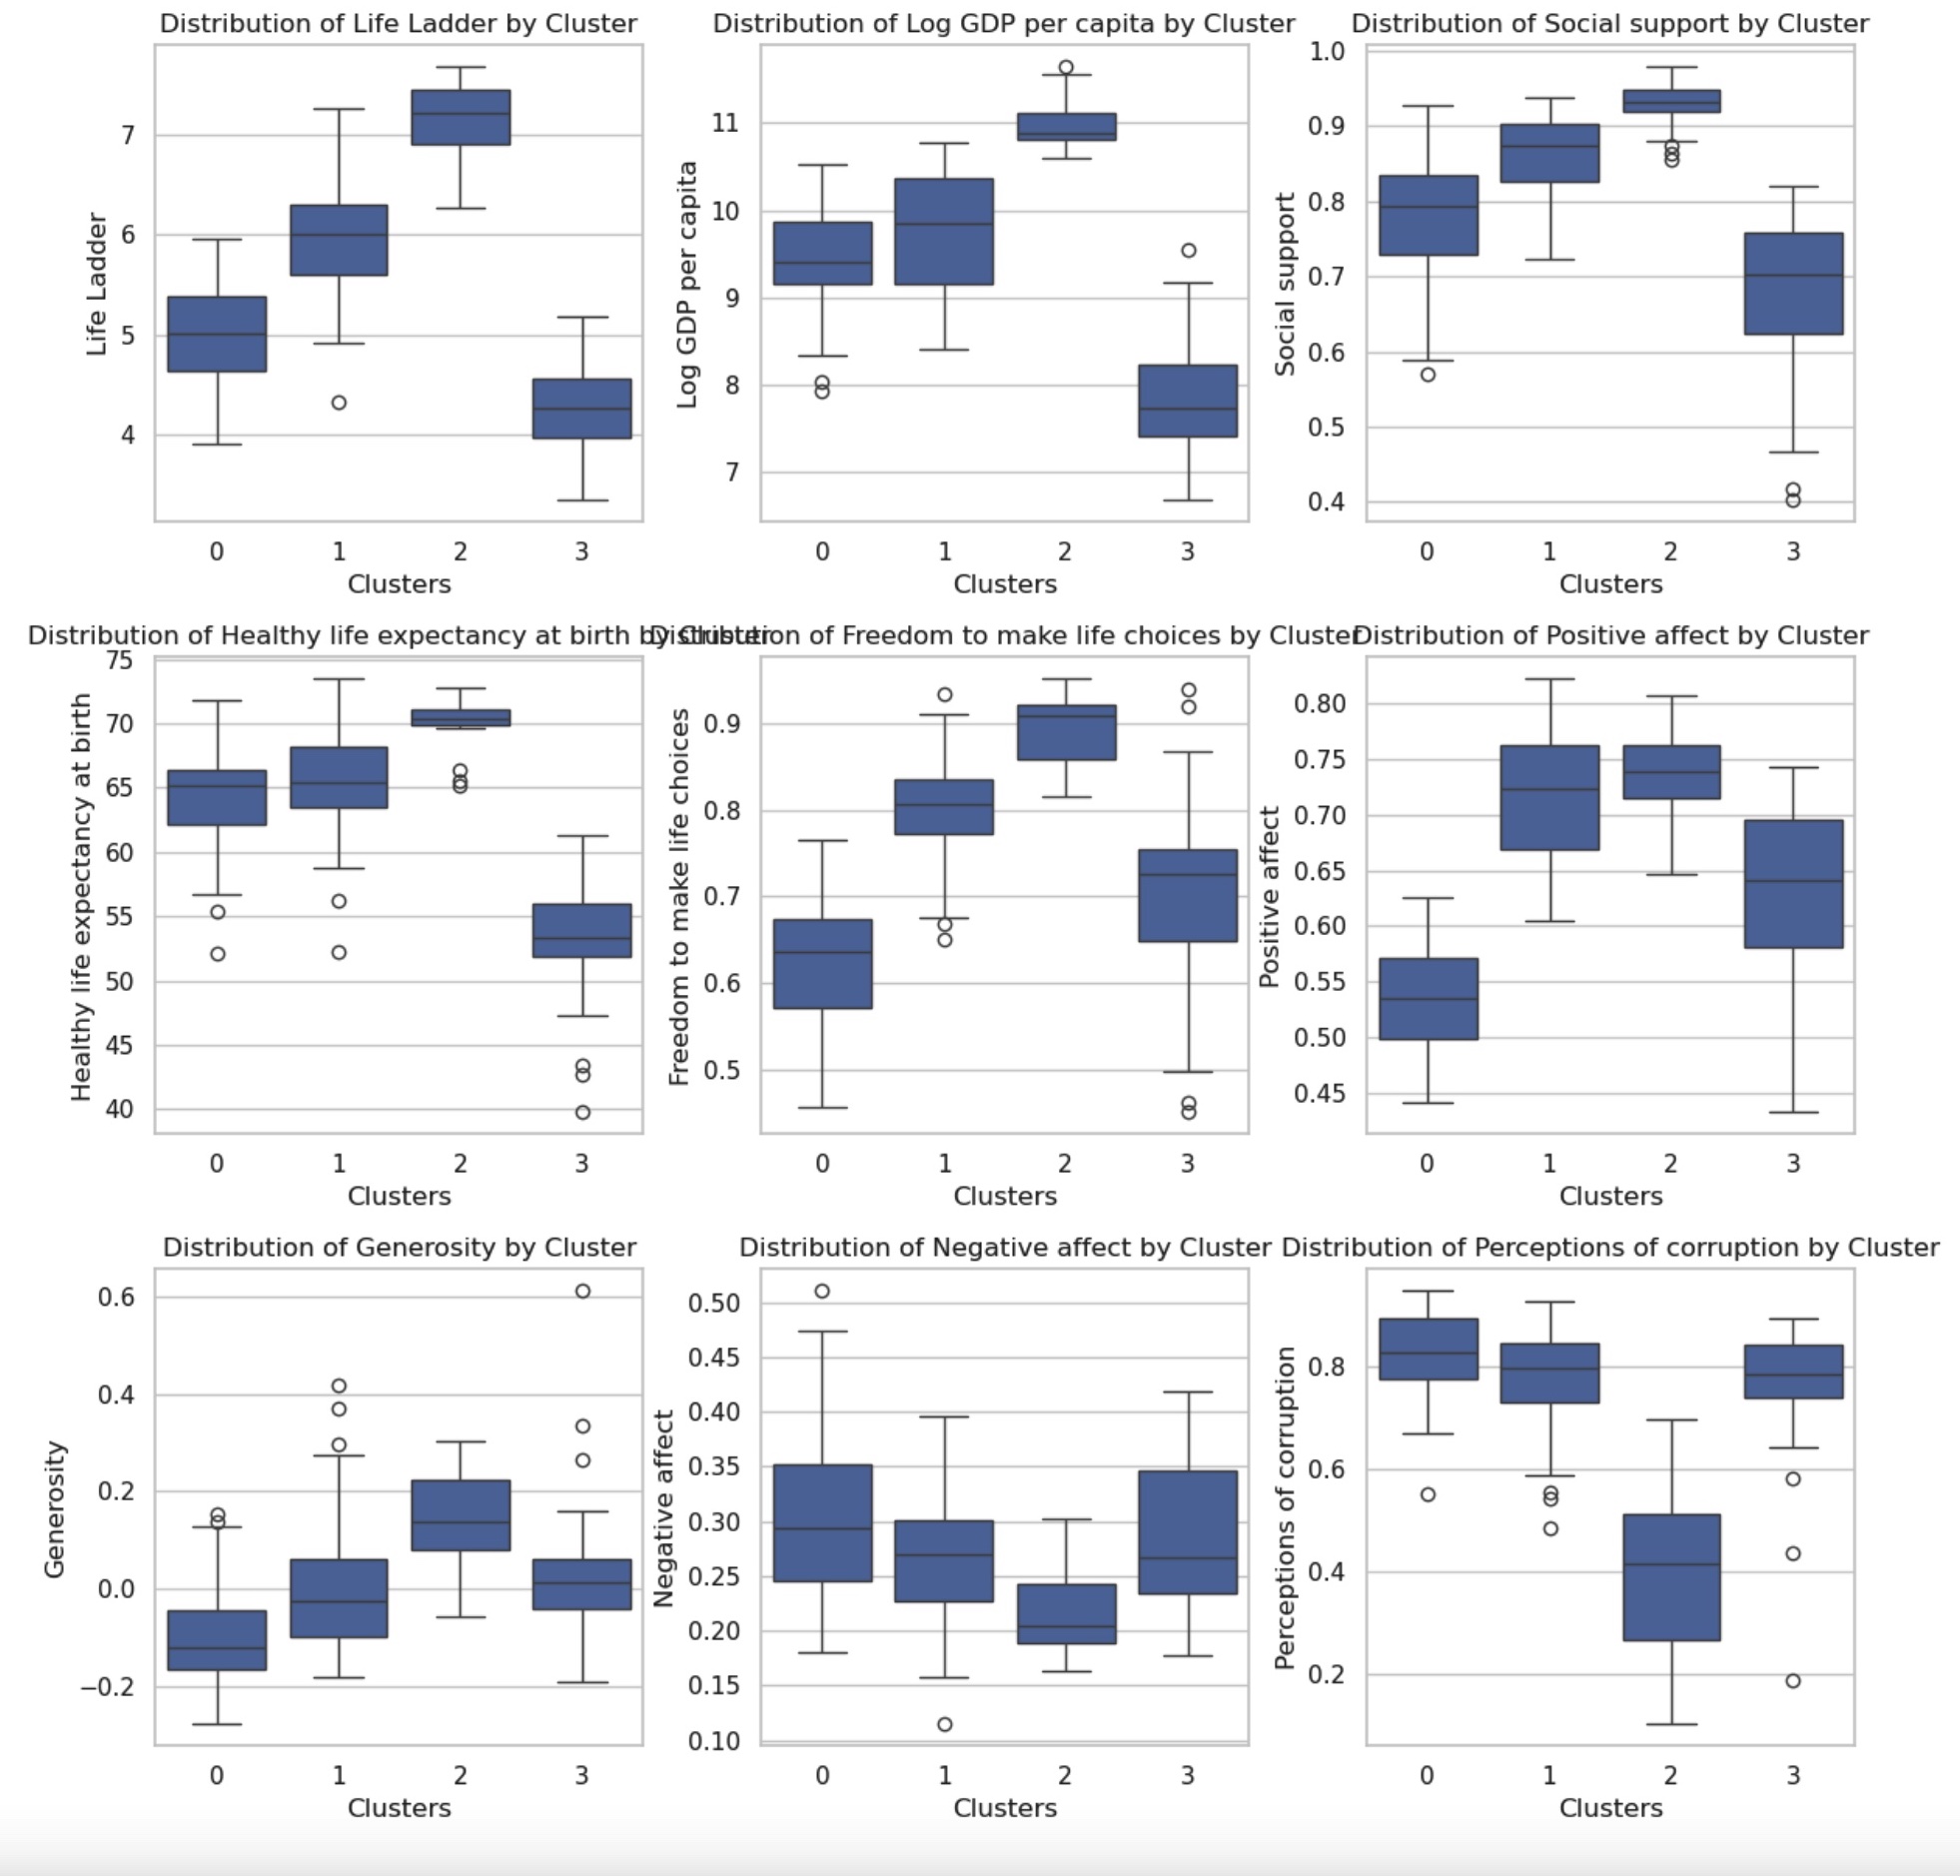 Distribution of Life Ladder by Cluster
Distribution of Log GDP per capita by Cluster
Distribution of Social support by Cluster
Life Ladder
7
6
5
4
0 1 2 3
Clusters
Log GDP per capita
11
10
9
8
7
0 1 2 3
Clusters
Social support
1.0
0.9
0.8
0.7
0.6
0.5
0.4
0 1 2 3
Clusters
Distribution of Healthy life expectancy at birth by Cluster
Distribution of Freedom to make life choices by Cluster
Distribution of Positive affect by Cluster
Healthy life expectancy at birth
75
70
65
60
55
50
45
40
0 1 2 3
Clusters
Freedom to make life choices
0.9
0.8
0.7
0.6
0.5
0 1 2 3
Clusters
Positive affect
0.80
0.75
0.70
0.65
0.60
0.55
0.50
0.45
0 1 2 3
Clusters
Distribution of Generosity by Cluster
Distribution of Negative affect by Cluster
Distribution of Perceptions of corruption by Cluster
Generosity
0.6
0.4
0.2
0.0
−0.2
0 1 2 3
Clusters
Negative affect
0.50
0.45
0.40
0.35
0.30
0.25
0.20
0.15
0.10
0 1 2 3
Clusters
Perceptions of corruption
0.8
0.6
0.4
0.2
0 1 2 3
Clusters